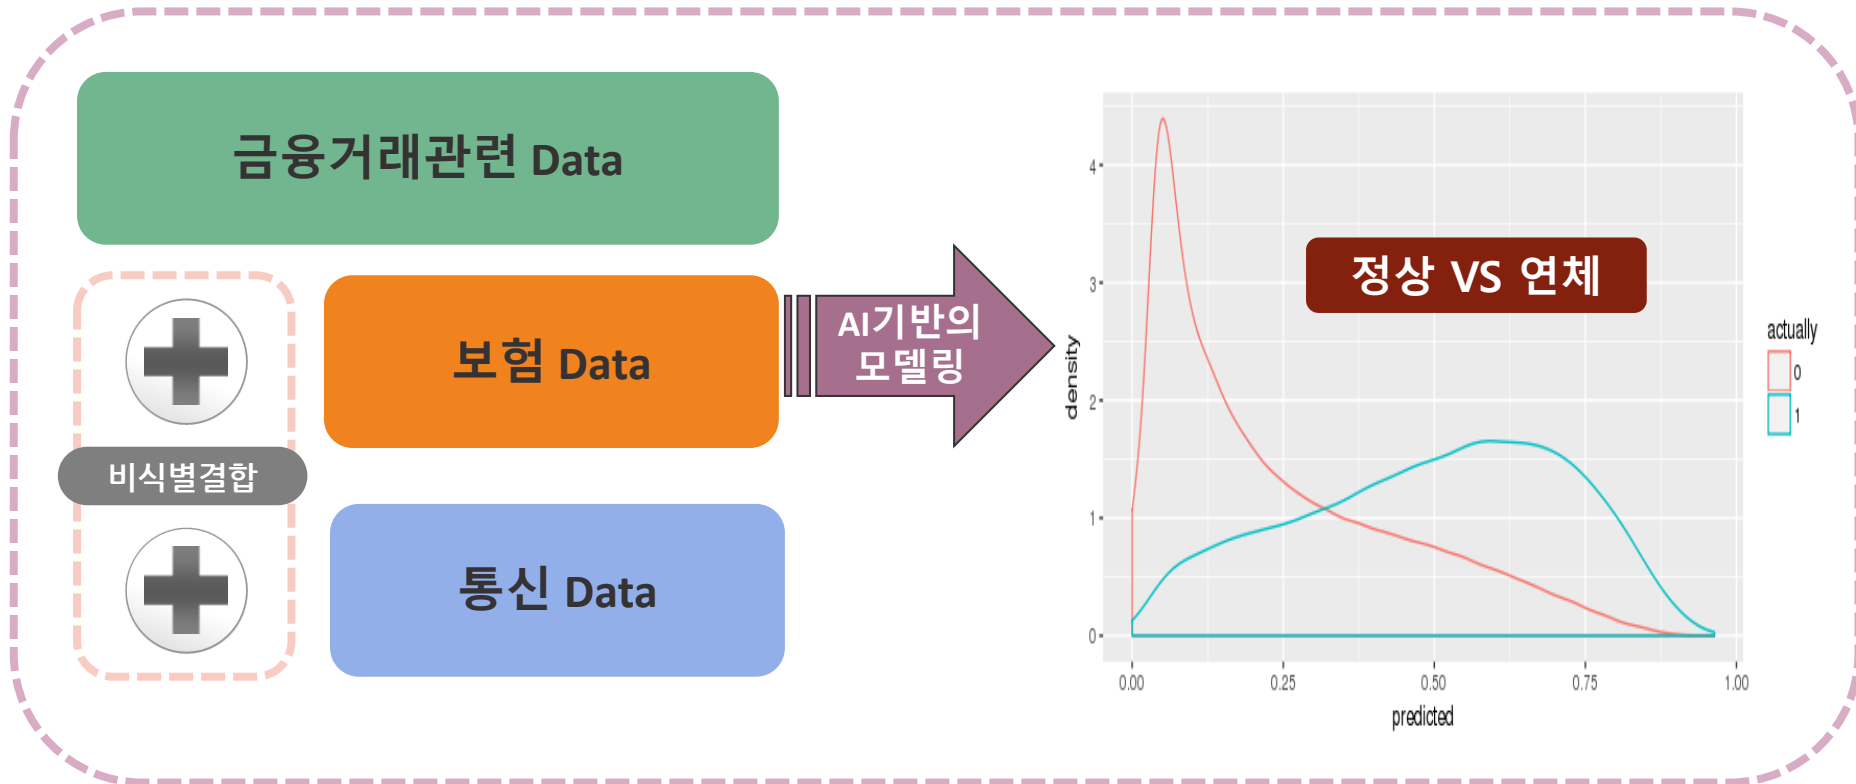 금융거래관련 Data
보험 Data
비식별결합
통신 Data
AI기반의
모델링
정상 VS 연체
density
4
3
2
1
0
0.00 0.25 0.50 0.75 1.00
predicted
actually
0
1